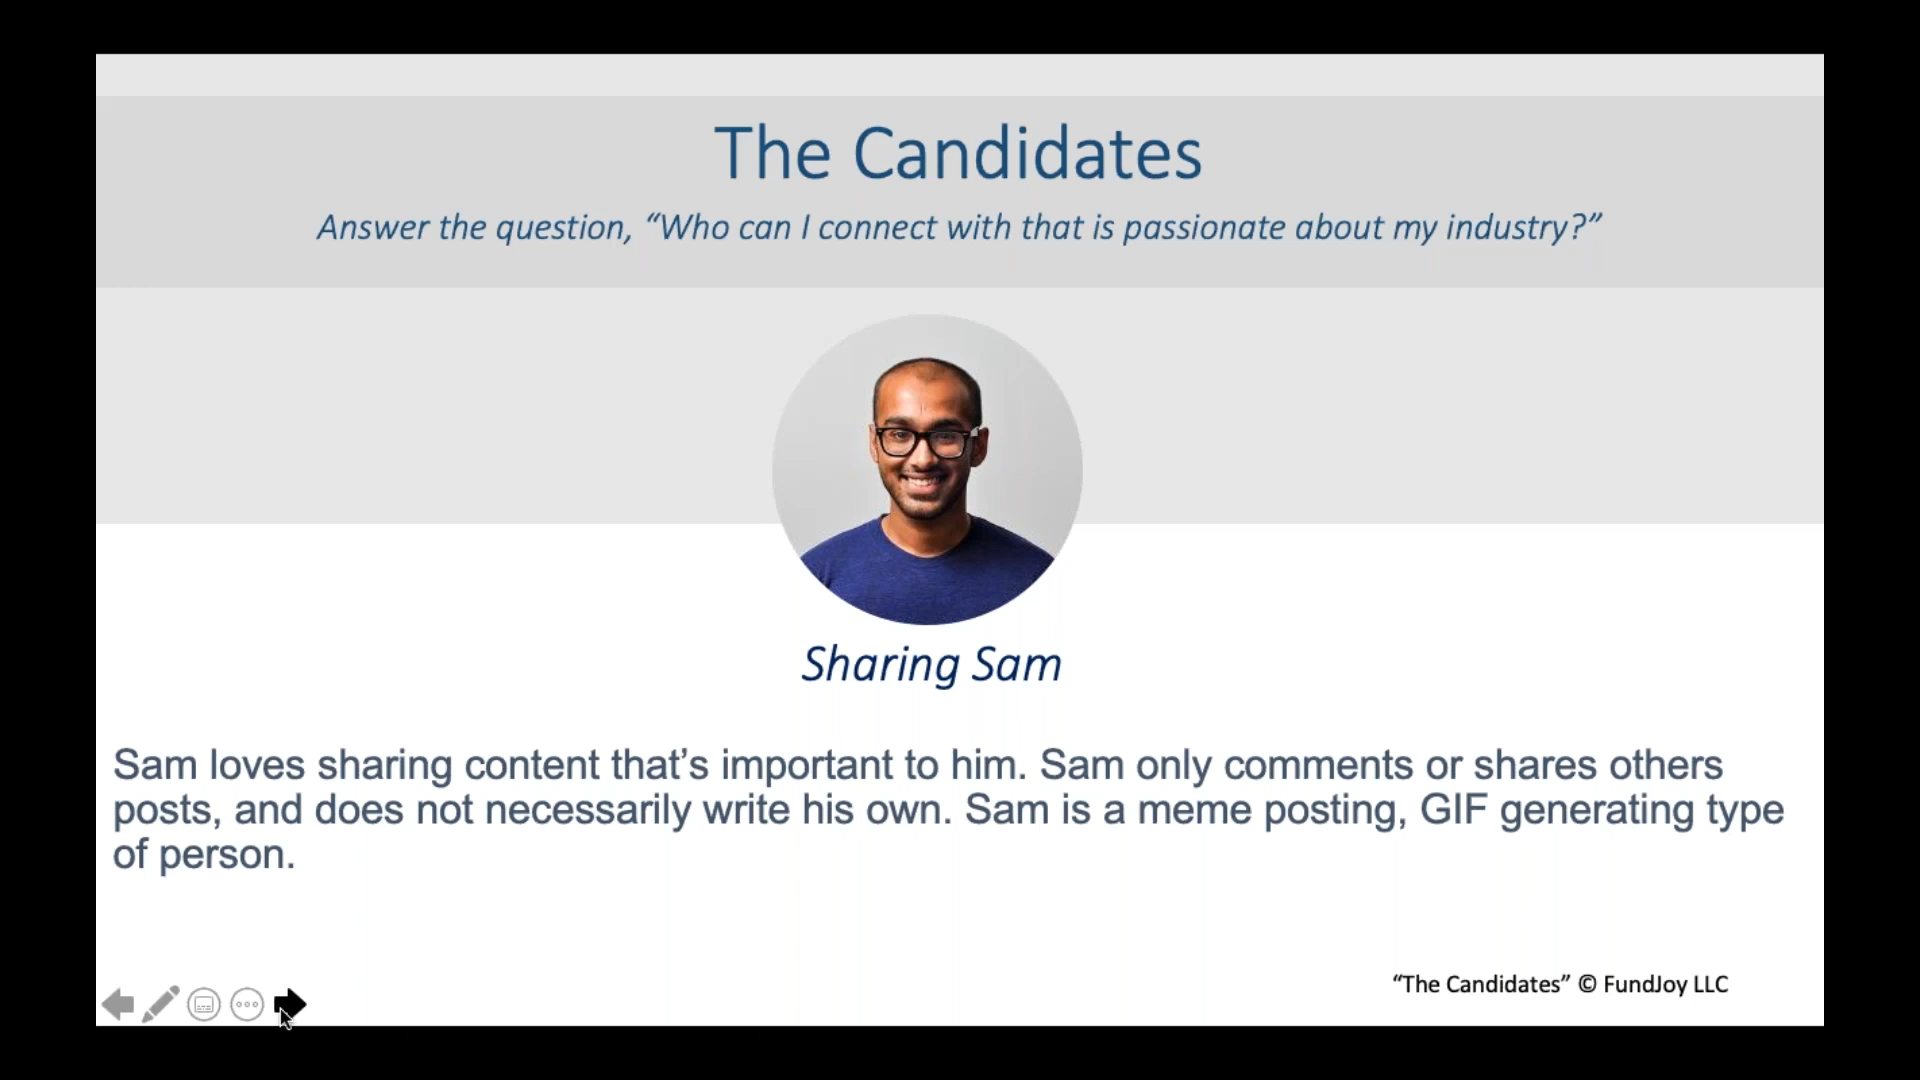 The Candidates
Answer the question, “Who can I connect with that is passionate about my industry?”
Sharing Sam
Sam loves sharing content that’s important to him. Sam only comments or shares others
posts, and does not necessarily write his own. Sam is a meme posting, GIF generating type
of person.
“The Candidates” © FundJoy LLC